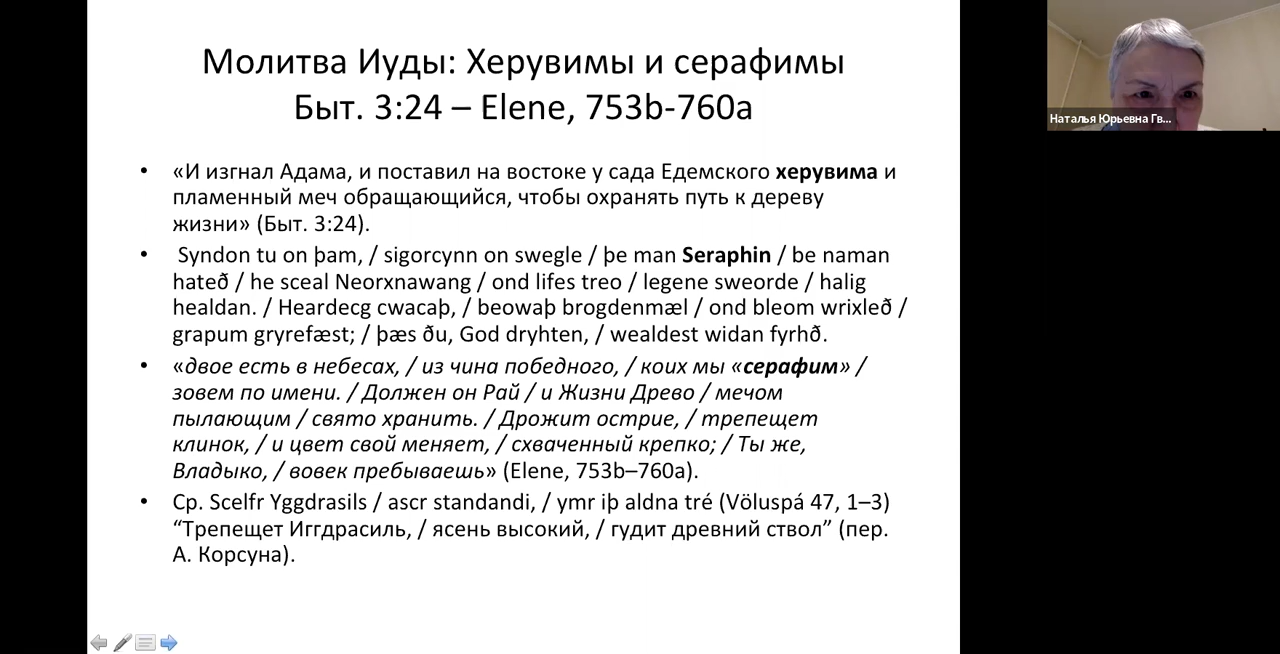 Молитва Иуды: Херувимы и серафимы
Быт. 3:24 – Elene, 753b-760a
• «И изгнал Адама, и поставил на востоке у сада Едемского херувима и
пламенный меч обращающийся, чтобы охранять путь к дереву
жизни» (Быт. 3:24).
• Syndon tu on þam, / sigorcynn on swegle / þe man Seraphin / be naman
hateð / he sceal Neorxnawang / ond lifes treo / legene sweorde / halig
healdan. / Heardecg cwacaþ, / beowaþ brogdenmæl / ond bleom wrixleð /
grapum gryrefæst; / þæs ðu, God dryhten, / wealdest widan fyrhð.
• «двое есть в небесах, / из чина победного, / коих мы «серафим» /
зовем по имени. / Должен он Рай / и Жизни Древо / мечом
пылающим / свято хранить. / Дрожит острие, / трепещет
клинок, / и цвет свой меняет, / схваченный крепко; / Ты же,
Владыко, / вовек пребываешь» (Elene, 753b–760a).
• Ср. Scelfr Yggdrasils / ascr standandi, / ymr iþ aldna tré (Völuspá 47, 1–3)
“Трепещет Иггдрасиль, / ясень высокий, / гудит древний ствол” (пер.
А. Корсуна).
Наталья Юрьевна Гв...